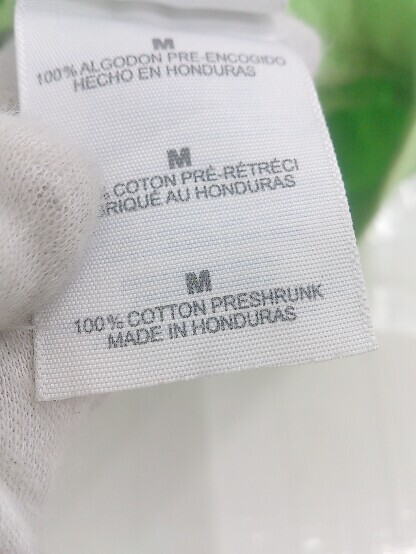 M
100% ALGODON PRE-ENCOGIDO
HECHO EN HONDURAS
M
% COTON PRÉ-RÉTRÉCI
RIQUÉ AU HONDURAS
M
100% COTTON PRESHRUNK
MADE IN HONDURAS